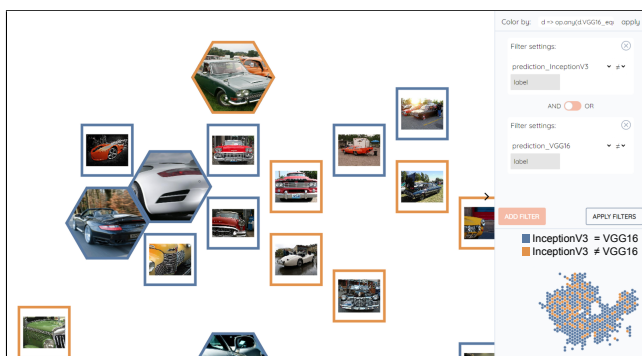 Color by: d => op.any(d.VGG16_eq apply
Filter settings:
prediction_InceptionV3 ≠
label
AND OR
Filter settings:
prediction_VGG16 ≠
label
ADD FILTER APPLY FILTERS
InceptionV3 = VGG16
InceptionV3 ≠ VGG16